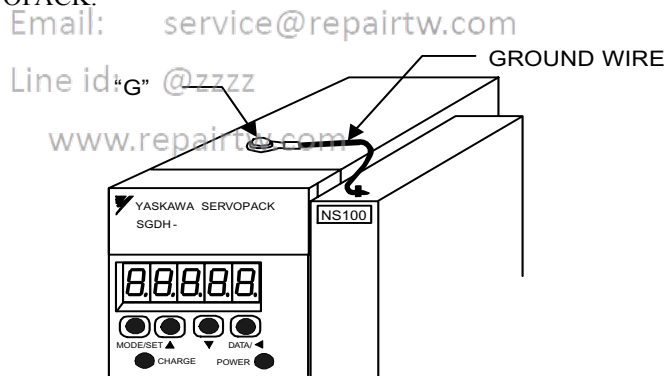 OPACK.
Email: service@repairtw.com
GROUND WIRE
Line id: @zzzz
“G”
www.repairtw.com
YASKAWA SERVOPACK
SGDH-
NS100
8.8.8.8.8.
MODE/SET ▲ ▼ DATA/ ◀
CHARGE POWER